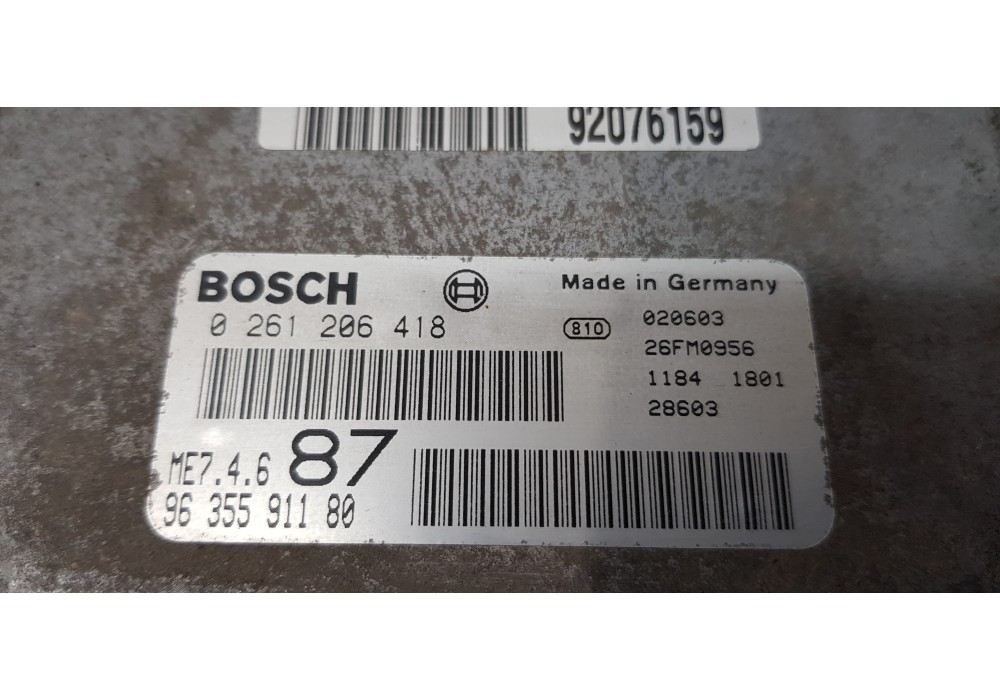 92076159
BOSCH
Made in Germany
0 261 206 418
810
020603
26FM0956
1184 1801
28603
ME7.4.6
87
96 355 911 80